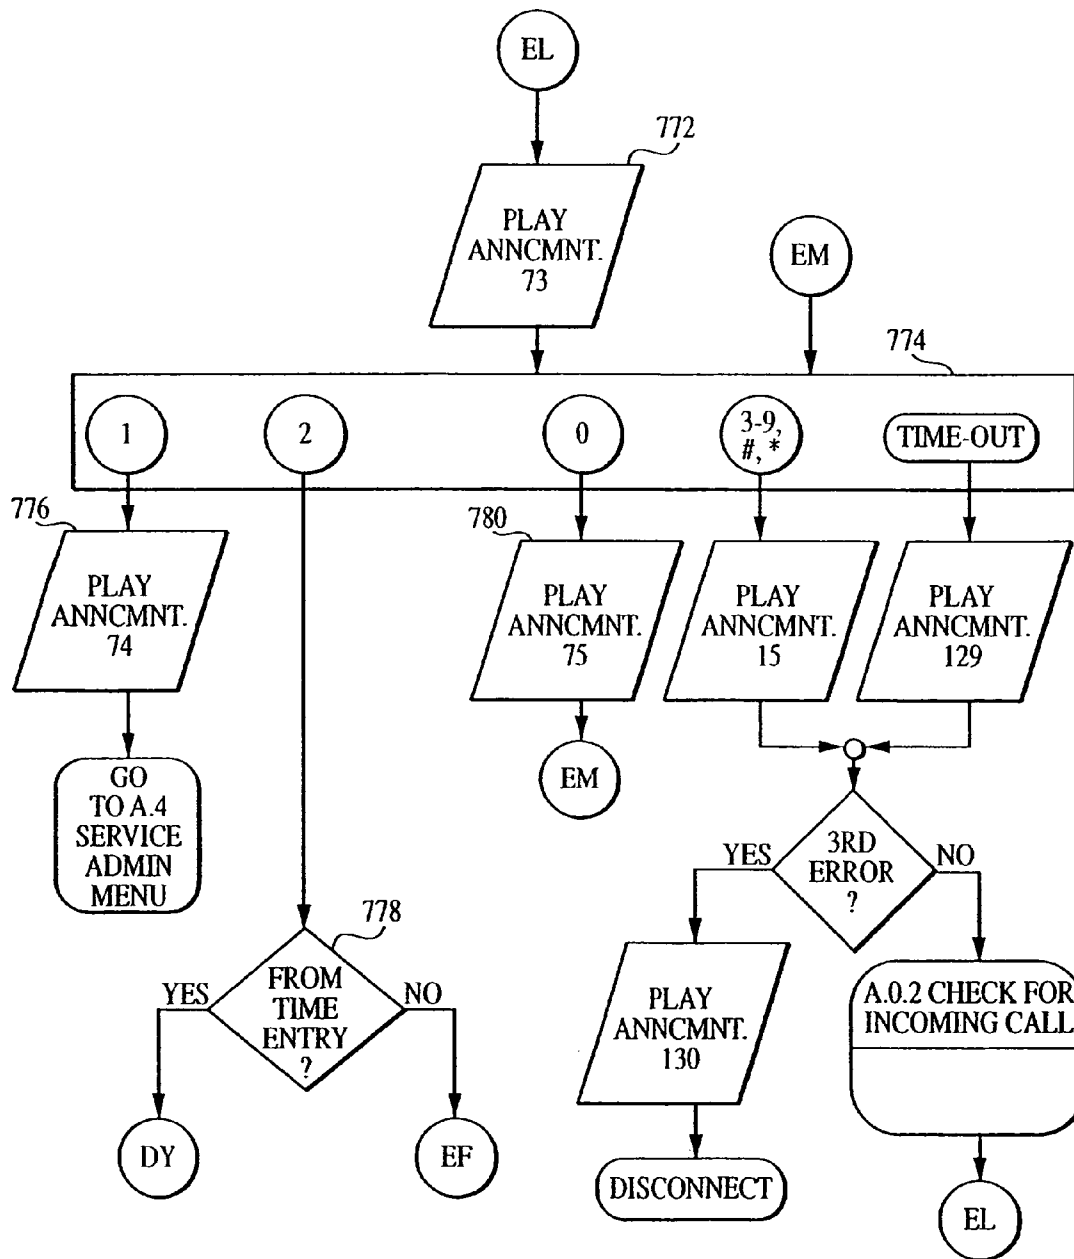 EL
772
PLAY
ANNCMNT.
73
EM
774
1
2
0
3-9,
#, *
TIME-OUT
776
PLAY
ANNCMNT.
74
780
PLAY
ANNCMNT.
75
PLAY
ANNCMNT.
15
PLAY
ANNCMNT.
129
GO
TO A.4
SERVICE
ADMIN
MENU
EM
3RD
ERROR
?
YES
NO
778
FROM
TIME
ENTRY
?
YES
NO
PLAY
ANNCMNT.
130
A.0.2 CHECK FOR
INCOMING CALL
DY
EF
DISCONNECT
EL